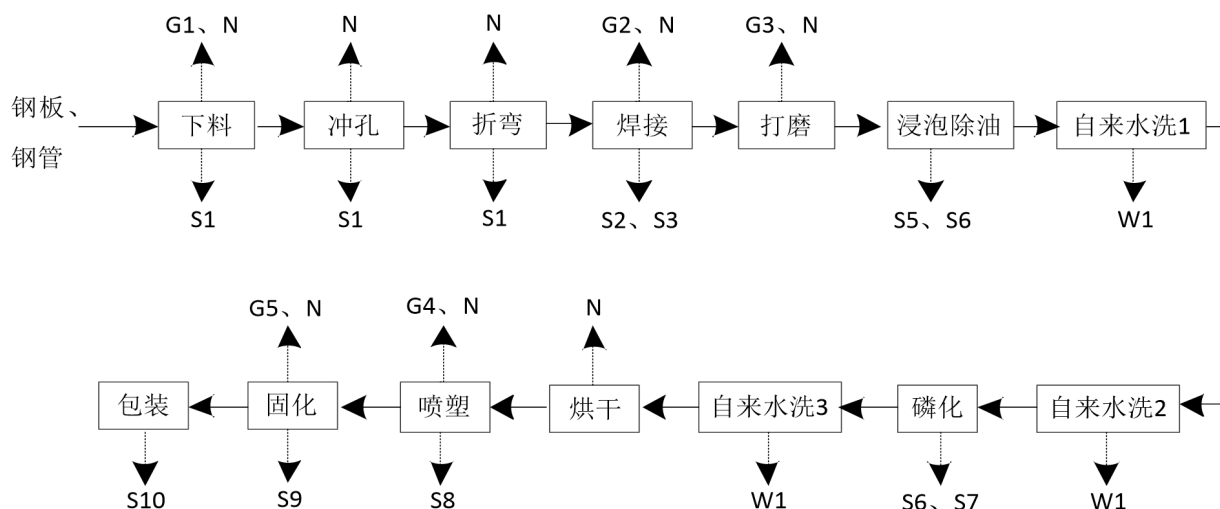 G1、N
N
N
G2、N
G3、N
钢板、
钢管
下料
冲孔
折弯
焊接
打磨
浸泡除油
自来水洗1
S1
S1
S1
S2、S3
S5、S6
W1
G5、N
G4、N
N
包装
固化
喷塑
烘干
自来水洗3
磷化
自来水洗2
S10
S9
S8
W1
S6、S7
W1